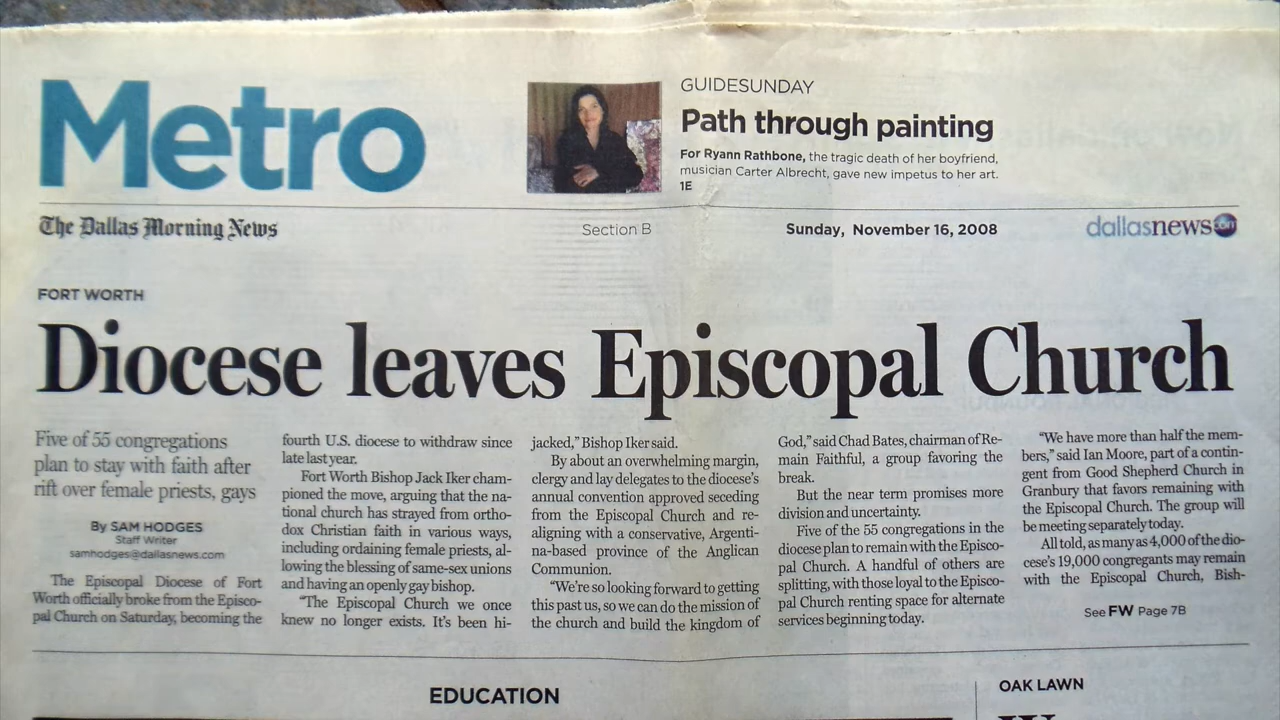 Metro
GUIDESUNDAY
Path through painting
For Ryann Rathbone, the tragic death of her boyfriend,
musician Carter Albrecht, gave new impetus to her art.
1E
The Dallas Morning News
Section B
Sunday, November 16, 2008
dallasnews.com
FORT WORTH
Diocese leaves Episcopal Church
Five of 55 congregations
plan to stay with faith after
rift over female priests, gays
By SAM HODGES
Staff Writer
samhodges@dallasnews.com
The Episcopal Diocese of Fort
Worth officially broke from the Episco-
pal Church on Saturday, becoming the
fourth U.S. diocese to withdraw since
late last year.
Fort Worth Bishop Jack Iker cham-
pioned the move, arguing that the na-
tional church has strayed from ortho-
dox Christian faith in various ways,
including ordaining female priests, al-
lowing the blessing of same-sex unions
and having an openly gay bishop.
"The Episcopal Church we once
knew no longer exists. It's been hi-
jacked," Bishop Iker said.
By about an overwhelming margin,
clergy and lay delegates to the diocese's
annual convention approved seceding
from the Episcopal Church and re-
aligning with a conservative, Argenti-
na-based province of the Anglican
Communion.
"We're so looking forward to getting
this past us, so we can do the mission of
the church and build the kingdom of
God," said Chad Bates, chairman of Re-
main Faithful, a group favoring the
break.
But the near term promises more
division and uncertainty.
Five of the 55 congregations in the
diocese plan to remain with the Episco-
pal Church. A handful of others are
splitting, with those loyal to the Episco-
pal Church renting space for alternate
services beginning today.
"We have more than half the mem-
bers," said Ian Moore, part of a contin-
gent from Good Shepherd Church in
Granbury that favors remaining with
the Episcopal Church. The group will
be meeting separately today.
All told, as many as 4,000 of the dio-
cese's 19,000 congregants may remain
with the Episcopal Church, Bish-
See FW Page 7B
EDUCATION
OAK LAWN